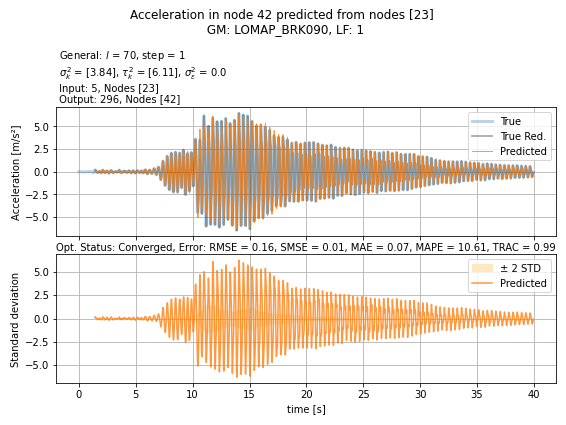 Acceleration in node 42 predicted from nodes [23]
GM: LOMAP_BRK090, LF: 1
General: l = 70, step = 1
σ²ₖ = [3.84], τ²ₖ = [6.11], σ²ε = 0.0
Input: 5, Nodes [23]
Output: 296, Nodes [42]
Acceleration [m/s²]
5.0
2.5
0.0
−2.5
−5.0
True
True Red.
Predicted
Opt. Status: Converged, Error: RMSE = 0.16, SMSE = 0.01, MAE = 0.07, MAPE = 10.61, TRAC = 0.99
Standard deviation
5.0
2.5
0.0
−2.5
−5.0
± 2 STD
Predicted
0 5 10 15 20 25 30 35 40
time [s]